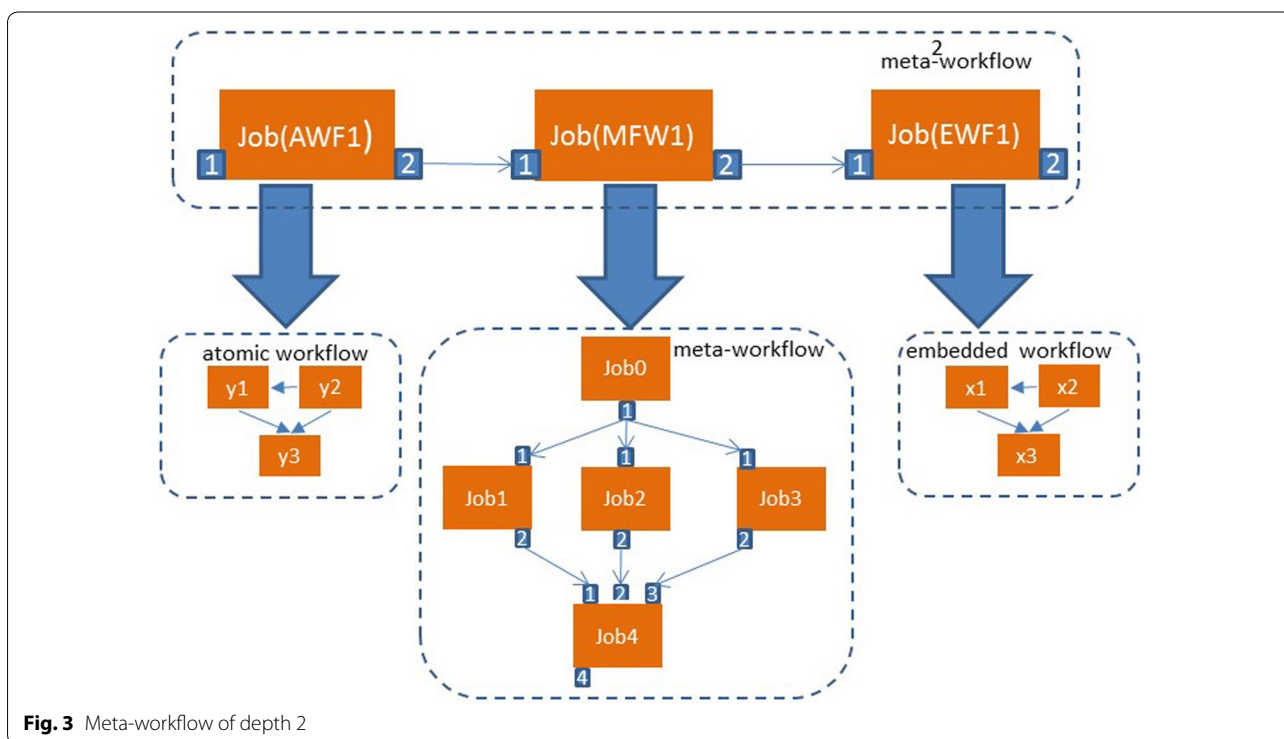 2
meta-workflow
Job(AWF1)
Job(MFW1)
Job(EWF1)
1
2
1
2
1
2
atomic workflow
y1
y2
y3
meta-workflow
Job0
1
1
1
1
Job1
Job2
Job3
2
2
2
1
2
3
Job4
4
embedded workflow
x1
x2
x3
Fig. 3 Meta-workflow of depth 2